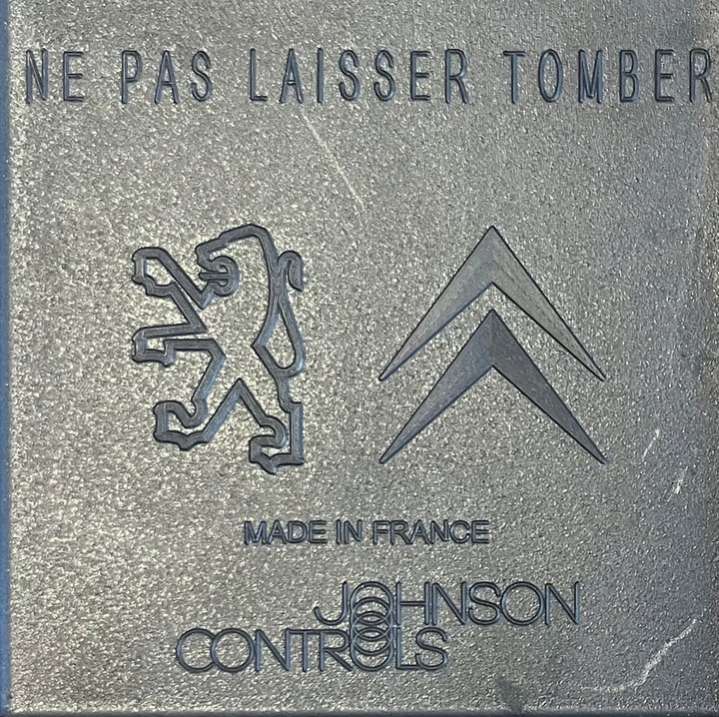 NE PAS LAISSER TOMBER
MADE IN FRANCE
JOHNSON
CONTROLS